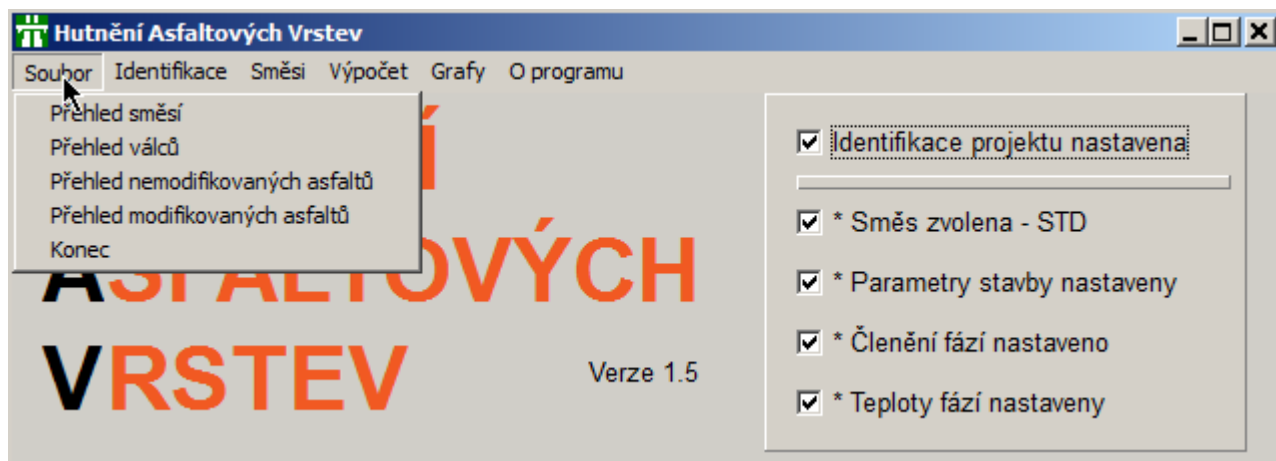 Hutnění Asfaltových Vrstev
Soubor Identifikace Směsi Výpočet Grafy O programu
Přehled směsí
Přehled válců
Přehled nemodifikovaných asfaltů
Přehled modifikovaných asfaltů
Konec
ASFALTOVÝCH
VRSTEV
Verze 1.5
Identifikace projektu nastavena
* Směs zvolena - STD
* Parametry stavby nastaveny
* Členění fází nastaveno
* Teploty fází nastaveny